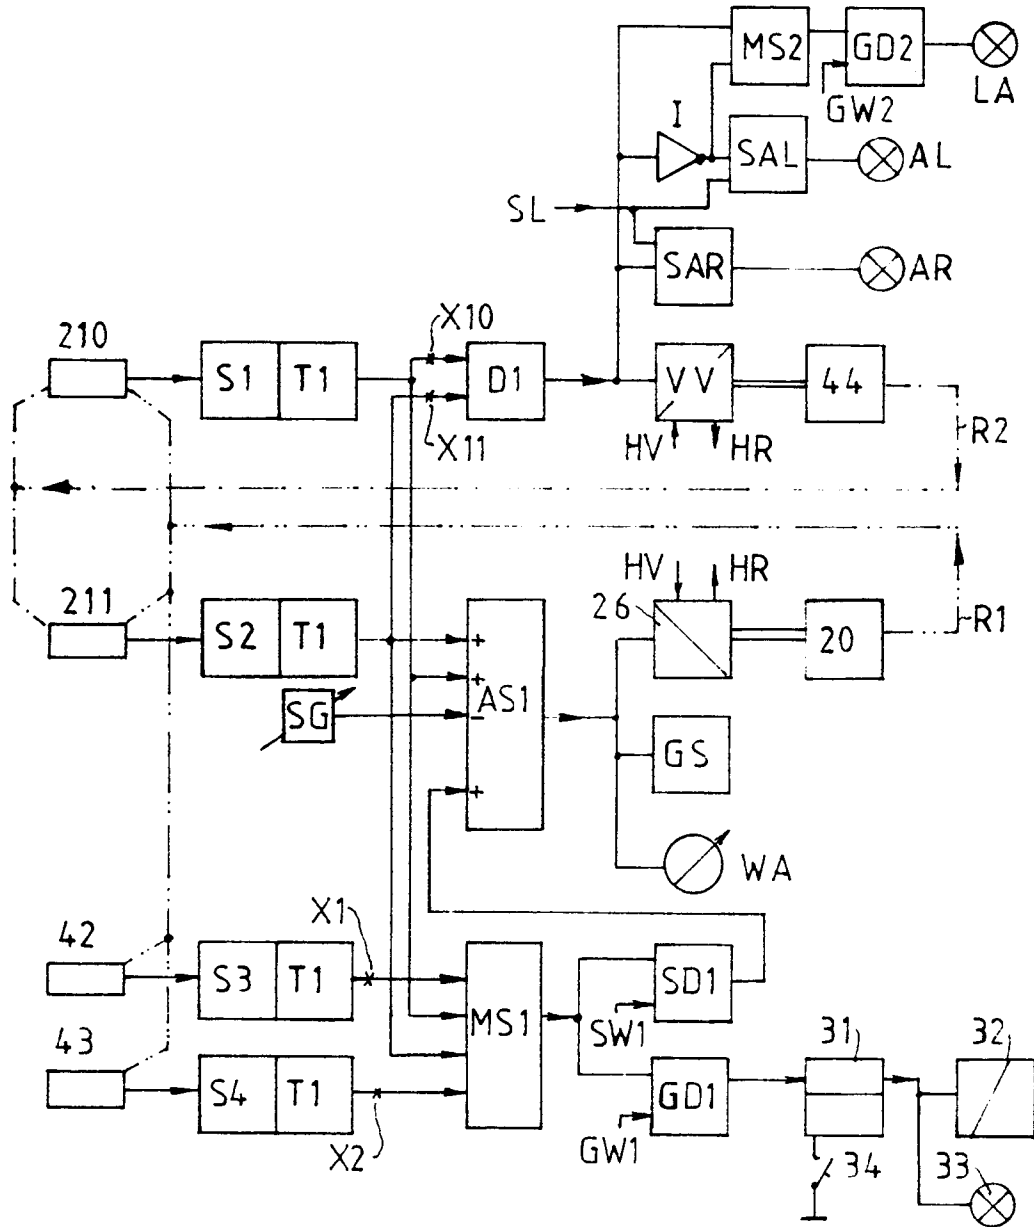 MS2
GD2
LA
GW2
I
SAL
AL
SL
SAR
AR
210
X10
S1
T1
D1
VV
44
X11
HV
HR
R2
HV
HR
211
26
S2
T1
+
20
R1
+
AS1
SG
-
GS
+
WA
X1
42
S3
T1
SD1
MS1
SW1
43
31
32
S4
T1
GD1
X2
GW1
34
33